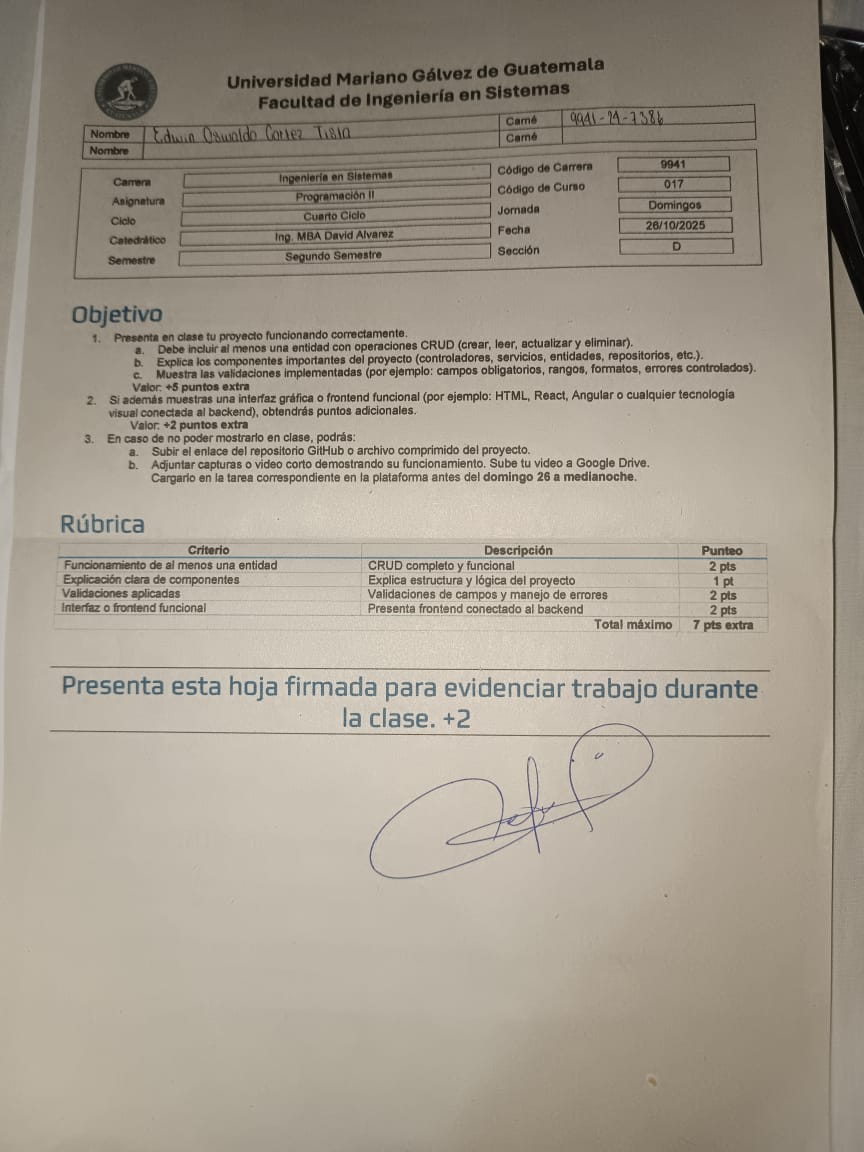 Universidad Mariano Gálvez de Guatemala
Facultad de Ingeniería en Sistemas
Nombre Edwin Oswaldo Cortez Tista Carné 9941-24-7386
Nombre Carné
Carrera Ingeniería en Sistemas Código de Carrera 9941
Asignatura Programación II Código de Curso 017
Ciclo Cuarto Ciclo Jornada Domingos
Catedrático Ing. MBA David Alvarez Fecha 26/10/2025
Semestre Segundo Semestre Sección D
Objetivo
1. Presenta en clase tu proyecto funcionando correctamente.
a. Debe incluir al menos una entidad con operaciones CRUD (crear, leer, actualizar y eliminar).
b. Explica los componentes importantes del proyecto (controladores, servicios, entidades, repositorios, etc.).
c. Muestra las validaciones implementadas (por ejemplo: campos obligatorios, rangos, formatos, errores controlados).
Valor: +5 puntos extra
2. Si además muestras una interfaz gráfica o frontend funcional (por ejemplo: HTML, React, Angular o cualquier tecnología
visual conectada al backend), obtendrás puntos adicionales.
Valor: +2 puntos extra
3. En caso de no poder mostrarlo en clase, podrás:
a. Subir el enlace del repositorio GitHub o archivo comprimido del proyecto.
b. Adjuntar capturas o video corto demostrando su funcionamiento. Sube tu video a Google Drive.
Cargarlo en la tarea correspondiente en la plataforma antes del domingo 26 a medianoche.
Rúbrica
Criterio Descripción Punteo
Funcionamiento de al menos una entidad CRUD completo y funcional 2 pts
Explicación clara de componentes Explica estructura y lógica del proyecto 1 pt
Validaciones aplicadas Validaciones de campos y manejo de errores 2 pts
Interfaz o frontend funcional Presenta frontend conectado al backend 2 pts
Total máximo 7 pts extra
Presenta esta hoja firmada para evidenciar trabajo durante
la clase. +2